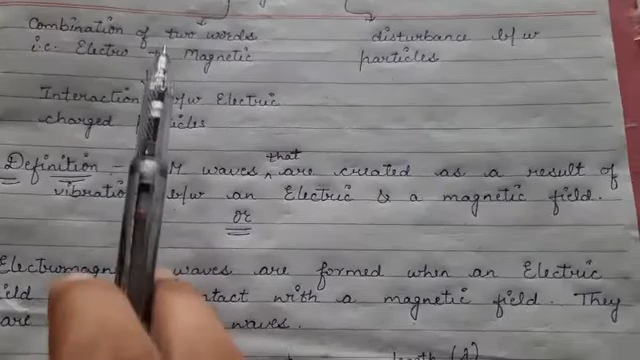 Combination of two words
disturbance b/w
i.e. Electro + Magnetic
particles
Interaction b/w Electric
charged
Definition :- M waves that are created as a result of
vibration b/w an Electric & a magnetic field.
or
waves are formed when an Electric
contact with a magnetic field. They
are waves.
length (λ)